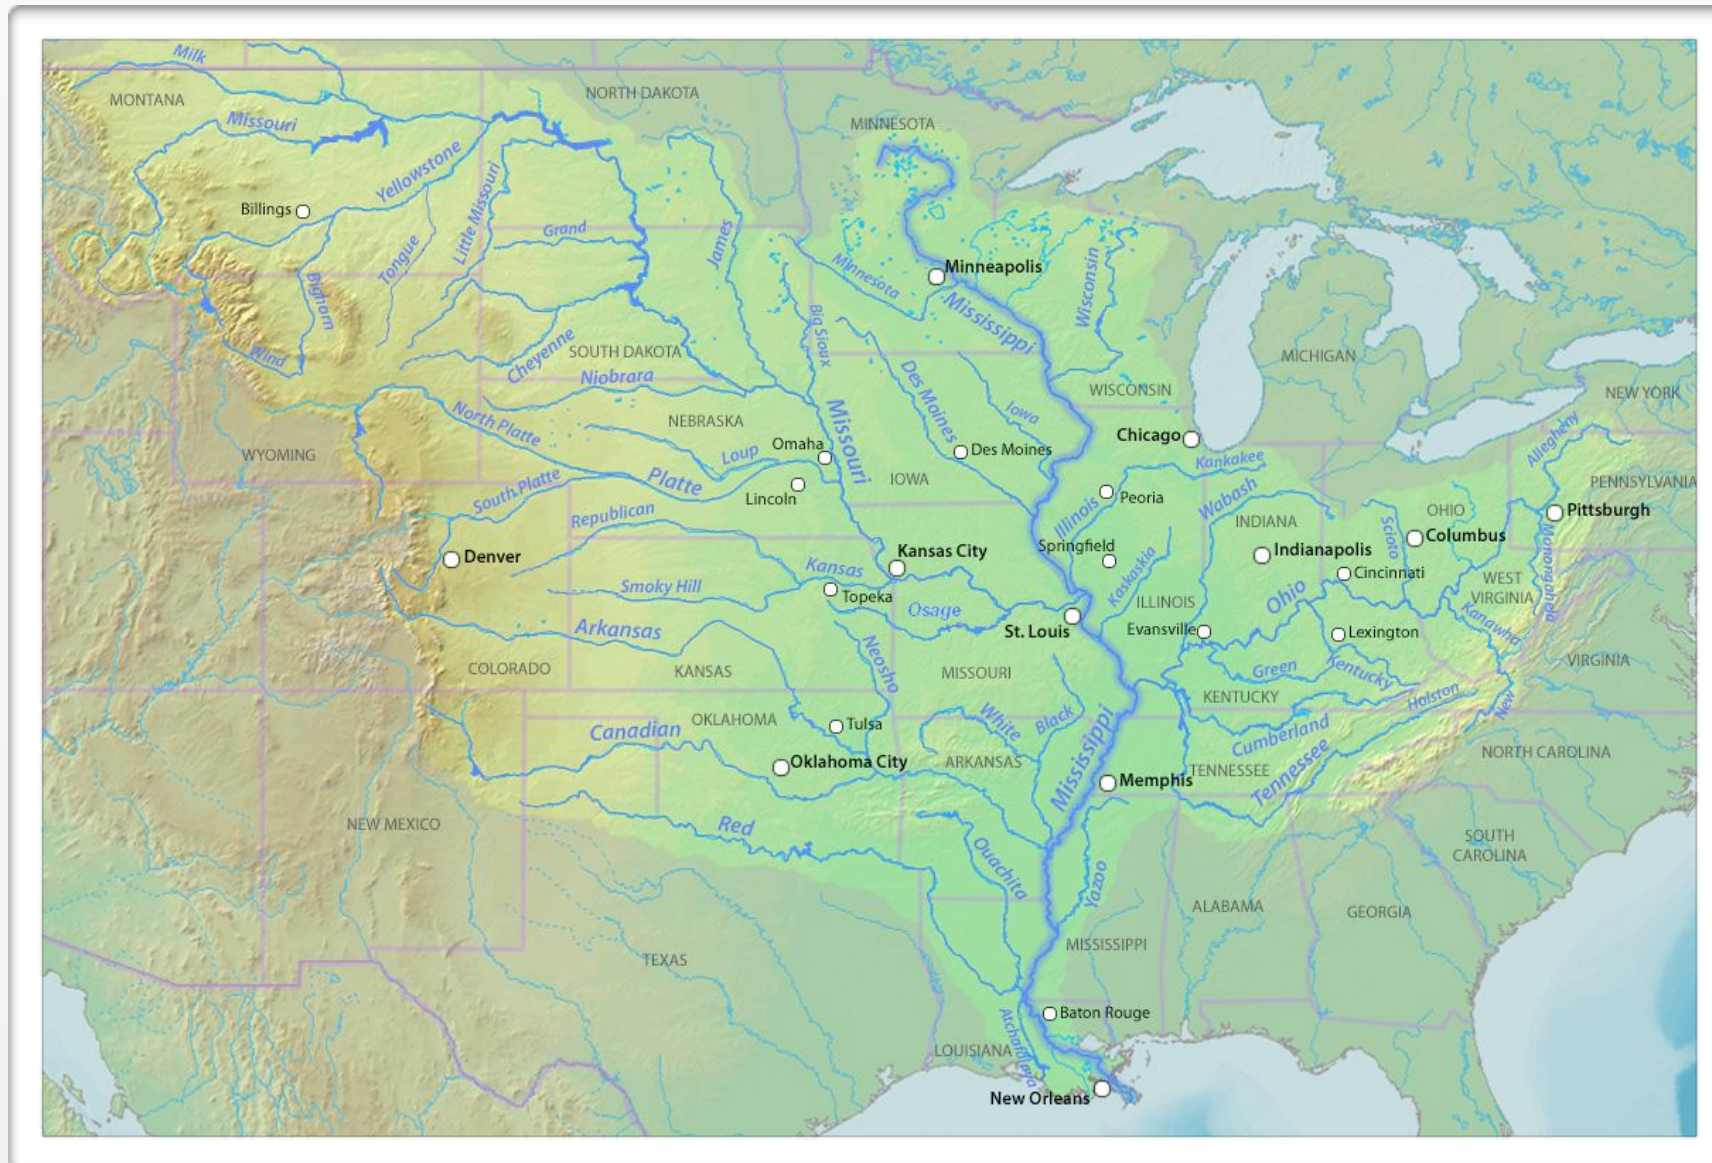 Milk
MONTANA
NORTH DAKOTA
Missouri
MINNESOTA
Yellowstone
Little Missouri
Billings
Grand
James
Tongue
Bighorn
Minneapolis
Minnesota
Mississippi
Wisconsin
Big Sioux
Wind
Cheyenne
SOUTH DAKOTA
MICHIGAN
Niobrara
Des Moines
WISCONSIN
NEW YORK
North Platte
NEBRASKA
Missouri
Iowa
Chicago
Allegheny
WYOMING
Omaha
Loup
Des Moines
Kankakee
South Platte
Platte
Lincoln
IOWA
Peoria
Wabash
PENNSYLVANIA
Republican
Illinois
INDIANA
OHIO
Pittsburgh
Scioto
Columbus
Monongahela
Denver
Kansas City
Springfield
Indianapolis
Kansas
Cincinnati
Smoky Hill
Topeka
Osage
Kaskaskia
ILLINOIS
Ohio
WEST
VIRGINIA
Kanawha
Arkansas
St. Louis
Evansville
Lexington
COLORADO
KANSAS
Neosho
MISSOURI
Green
Kentucky
VIRGINIA
KENTUCKY
Holston
New
Canadian
OKLAHOMA
Tulsa
White
Black
Mississippi
Cumberland
NORTH CAROLINA
Oklahoma City
ARKANSAS
Memphis
TENNESSEE
Tennessee
NEW MEXICO
Red
SOUTH
CAROLINA
Ouachita
Yazoo
ALABAMA
GEORGIA
TEXAS
MISSISSIPPI
Baton Rouge
LOUISIANA
Atchafalaya
New Orleans